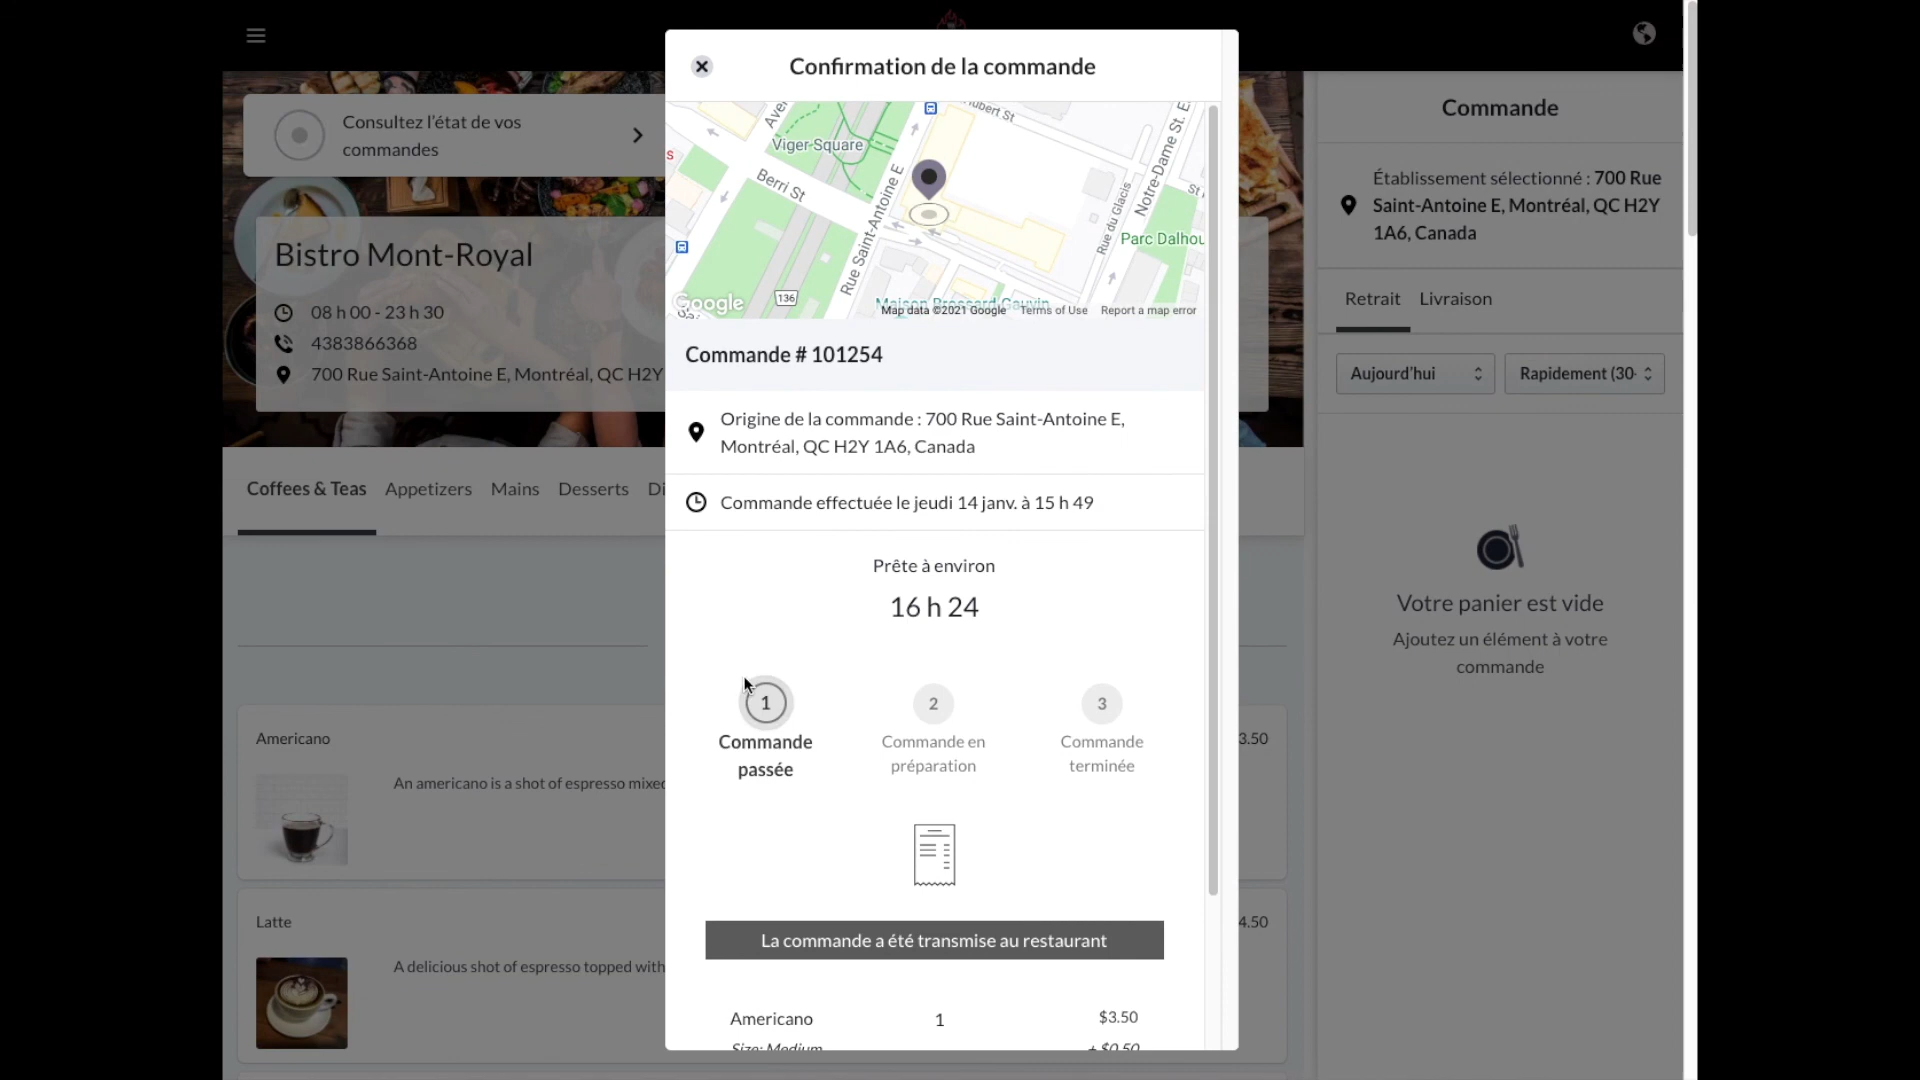 Confirmation de la commande
Consultez l'état de vos
commandes
Bistro Mont-Royal
08 h 00 - 23 h 30
4383866368
700 Rue Saint-Antoine E, Montréal, QC H2Y
Coffees & Teas Appetizers Mains Desserts
Americano
3.50
An americano is a shot of espresso mixed
Latte
4.50
A delicious shot of espresso topped with
Viger Square
Berri St
Rue Saint-Antoine E
Notre-Dame St. E
Rue du Glacis
Parc Dalhou
136
Maison Brossard-Gauvin
Google
Map data ©2021 Google Terms of Use Report a map error
Commande # 101254
Origine de la commande : 700 Rue Saint-Antoine E,
Montréal, QC H2Y 1A6, Canada
Commande effectuée le jeudi 14 janv. à 15 h 49
Prête à environ
16 h 24
1
Commande
passée
2
Commande en
préparation
3
Commande
terminée
La commande a été transmise au restaurant
Americano 1 $3.50
Size: Medium + $0.50
Commande
Établissement sélectionné : 700 Rue
Saint-Antoine E, Montréal, QC H2Y
1A6, Canada
Retrait Livraison
Aujourd'hui Rapidement (30-
Votre panier est vide
Ajoutez un élément à votre
commande